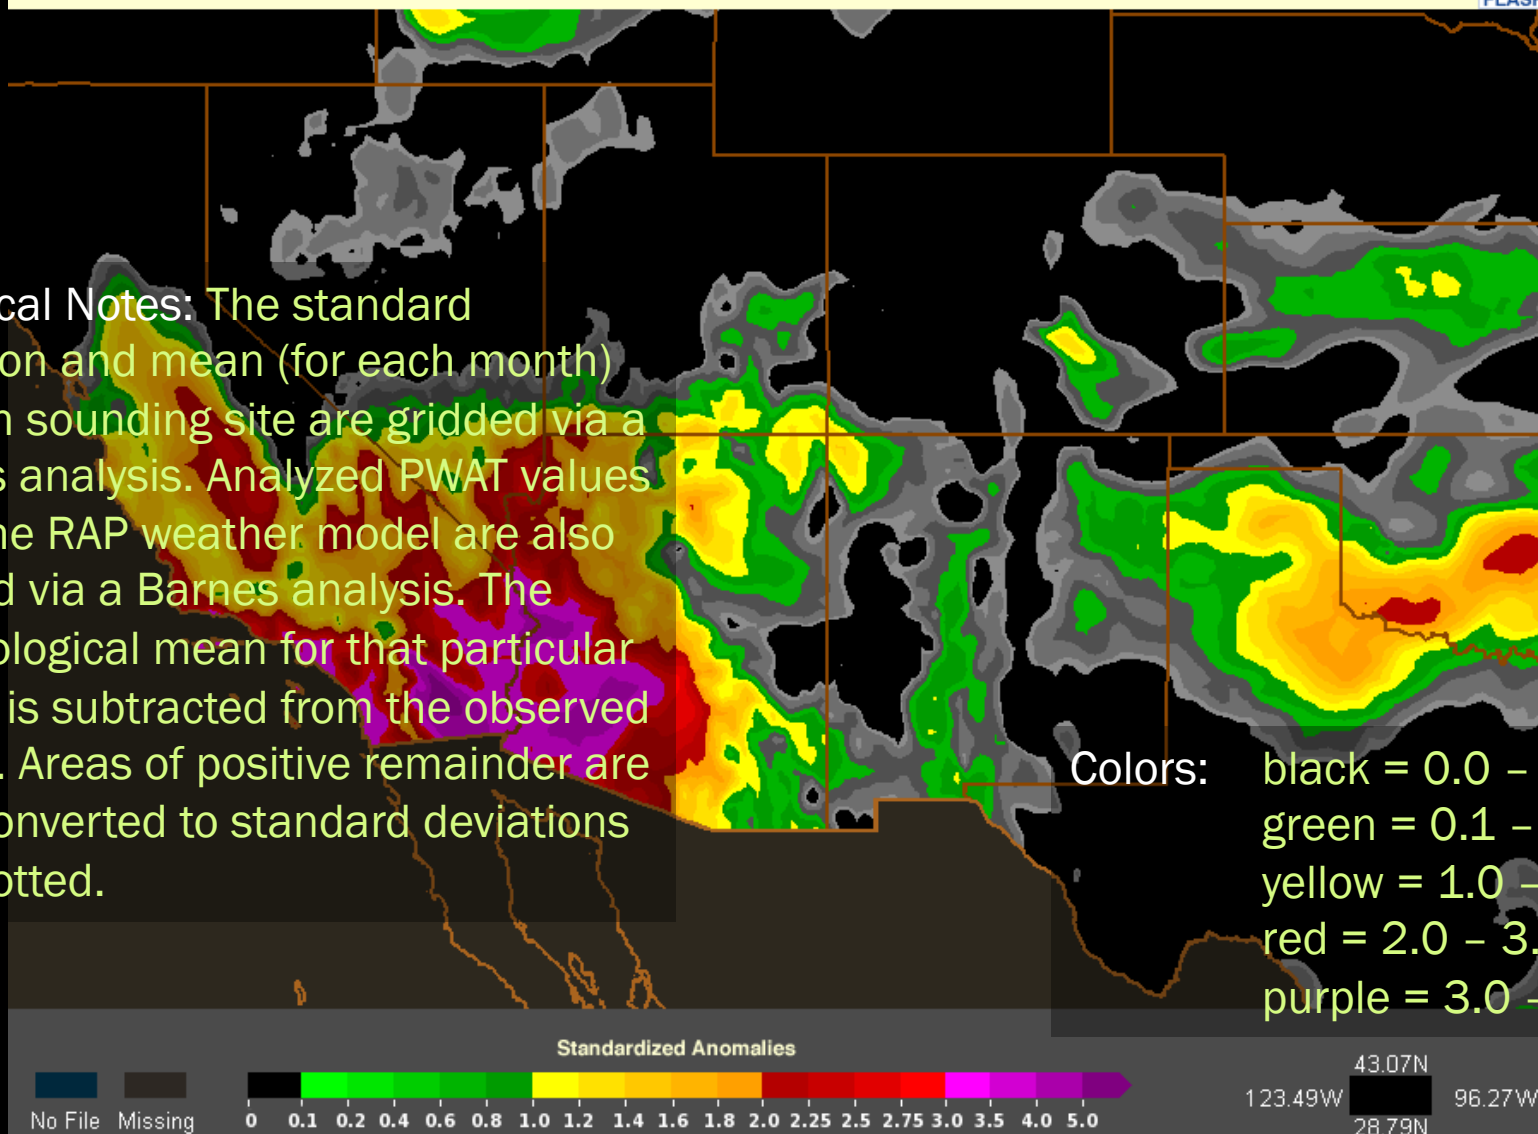 FLASH
cal Notes: The standard
on and mean (for each month)
n sounding site are gridded via a
s analysis. Analyzed PWAT values
ne RAP weather model are also
d via a Barnes analysis. The
ological mean for that particular
is subtracted from the observed
. Areas of positive remainder are
onverted to standard deviations
otted.
Colors: black = 0.0 –
green = 0.1 –
yellow = 1.0 –
red = 2.0 – 3.
purple = 3.0 –
Standardized Anomalies
No File Missing
0 0.1 0.2 0.4 0.6 0.8 1.0 1.2 1.4 1.6 1.8 2.0 2.25 2.5 2.75 3.0 3.5 4.0 5.0
43.07N
123.49W 96.27W
28.79N